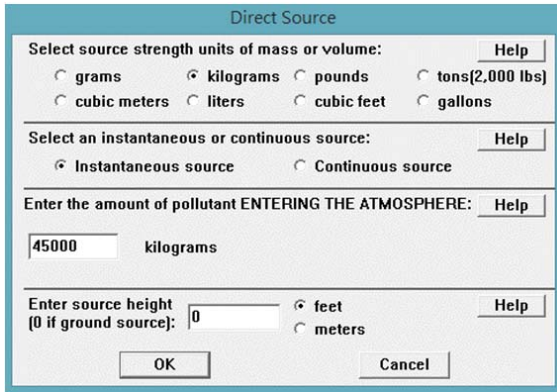 Direct Source
Select source strength units of mass or volume: Help
grams kilograms pounds tons(2,000 lbs)
cubic meters liters cubic feet gallons
Select an instantaneous or continuous source: Help
Instantaneous source Continuous source
Enter the amount of pollutant ENTERING THE ATMOSPHERE: Help
45000 kilograms
Enter source height feet Help
(0 if ground source): 0
meters
OK Cancel